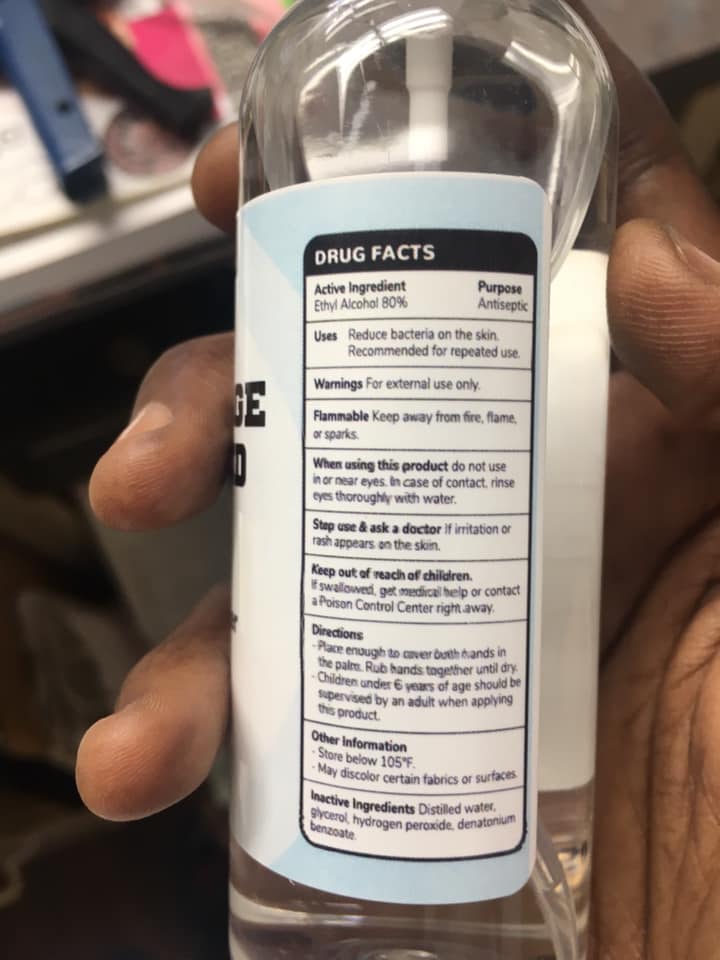 GE
D
DRUG FACTS
Active Ingredient Purpose
Ethyl Alcohol 80% Antiseptic
Uses Reduce bacteria on the skin.
Recommended for repeated use.
Warnings For external use only.
Flammable Keep away from fire, flame,
or sparks.
When using this product do not use
in or near eyes. In case of contact, rinse
eyes thoroughly with water.
Stop use & ask a doctor If irritation or
rash appears on the skin.
Keep out of reach of children.
If swallowed, get medical help or contact
a Poison Control Center right away.
Directions
- Place enough to cover both hands in
the palm. Rub hands together until dry.
- Children under 6 years of age should be
supervised by an adult when applying
this product.
Other Information
- Store below 105°F.
- May discolor certain fabrics or surfaces.
Inactive Ingredients Distilled water,
glycerol, hydrogen peroxide, denatonium
benzoate.